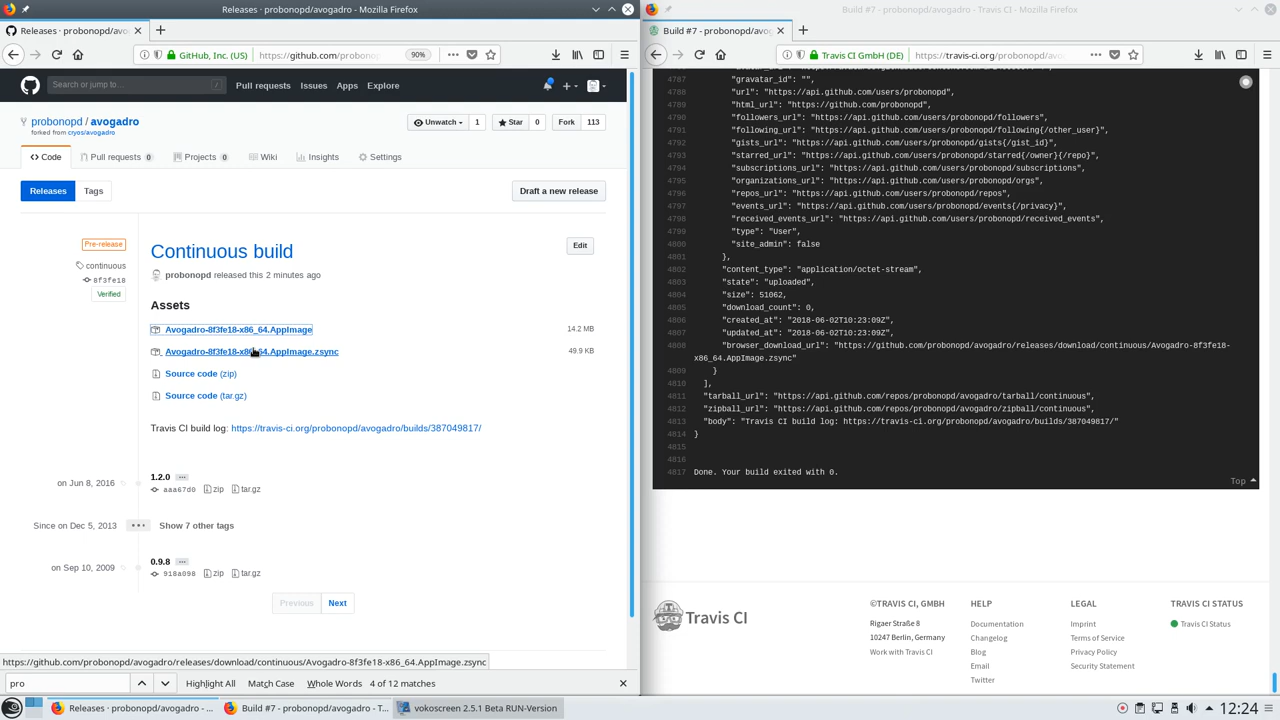 Releases · probonopd/avogadro - Mozilla Firefox
Releases · probonopd/avo
GitHub, Inc. (US)
https://github.com/probono
90%
Search or jump to…
/
Pull requests
Issues
Apps
Explore
probonopd / avogadro
forked from cryos/avogadro
Unwatch
1
Star
0
Fork
113
Code
Pull requests 0
Projects 0
Wiki
Insights
Settings
Releases
Tags
Draft a new release
Pre-release
continuous
8f3fe18
Verified
Continuous build
Edit
probonopd released this 2 minutes ago
Assets
Avogadro-8f3fe18-x86_64.AppImage
14.2 MB
Avogadro-8f3fe18-x86_64.AppImage.zsync
49.9 KB
Source code (zip)
Source code (tar.gz)
Travis CI build log: https://travis-ci.org/probonopd/avogadro/builds/387049817/
on Jun 8, 2016
1.2.0
aaa67d0
zip
tar.gz
Since on Dec 5, 2013
Show 7 other tags
on Sep 10, 2009
0.9.8
918a098
zip
tar.gz
Previous
Next
https://github.com/probonopd/avogadro/releases/download/continuous/Avogadro-8f3fe18-x86_64.AppImage.zsync
pro
Highlight All
Match Case
Whole Words
4 of 12 matches
Build #7 - probonopd/avogadro - Travis CI - Mozilla Firefox
Build #7 - probonopd/avog
Travis CI GmbH (DE)
https://travis-ci.org/probonopd/avo
4787 "gravatar_id": "",
4788 "url": "https://api.github.com/users/probonopd",
4789 "html_url": "https://github.com/probonopd",
4790 "followers_url": "https://api.github.com/users/probonopd/followers",
4791 "following_url": "https://api.github.com/users/probonopd/following{/other_user}",
4792 "gists_url": "https://api.github.com/users/probonopd/gists{/gist_id}",
4793 "starred_url": "https://api.github.com/users/probonopd/starred{/owner}{/repo}",
4794 "subscriptions_url": "https://api.github.com/users/probonopd/subscriptions",
4795 "organizations_url": "https://api.github.com/users/probonopd/orgs",
4796 "repos_url": "https://api.github.com/users/probonopd/repos",
4797 "events_url": "https://api.github.com/users/probonopd/events{/privacy}",
4798 "received_events_url": "https://api.github.com/users/probonopd/received_events",
4799 "type": "User",
4800 "site_admin": false
4801 },
4802 "content_type": "application/octet-stream",
4803 "state": "uploaded",
4804 "size": 51062,
4805 "download_count": 0,
4806 "created_at": "2018-06-02T10:23:09Z",
4807 "updated_at": "2018-06-02T10:23:09Z",
4808 "browser_download_url": "https://github.com/probonopd/avogadro/releases/download/continuous/Avogadro-8f3fe18-
x86_64.AppImage.zsync"
4809 }
4810 ],
4811 "tarball_url": "https://api.github.com/repos/probonopd/avogadro/tarball/continuous",
4812 "zipball_url": "https://api.github.com/repos/probonopd/avogadro/zipball/continuous",
4813 "body": "Travis CI build log: https://travis-ci.org/probonopd/avogadro/builds/387049817/"
4814 }
4815
4816
4817 Done. Your build exited with 0.
Top
Travis CI
©TRAVIS CI, GMBH
Rigaer Straße 8
10247 Berlin, Germany
Work with Travis CI
HELP
Documentation
Changelog
Blog
Email
Twitter
LEGAL
Imprint
Terms of Service
Privacy Policy
Security Statement
TRAVIS CI STATUS
Travis CI Status
Releases · probonopd/avogadro - ...
Build #7 - probonopd/avogadro - T...
vokoscreen 2.5.1 Beta RUN-Version
12:24